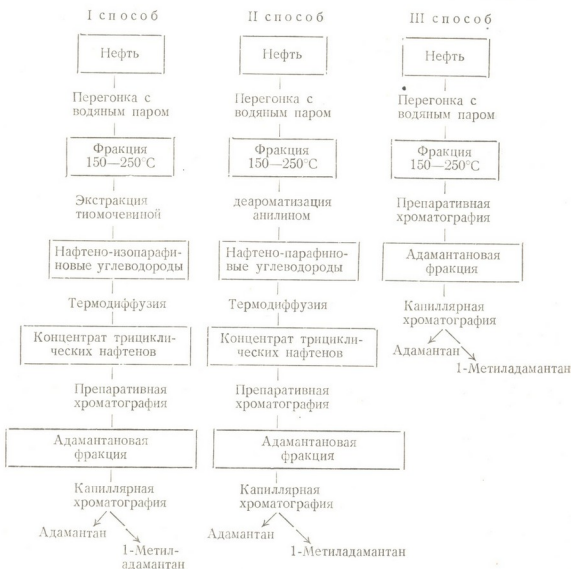 I способ
Нефть
Перегонка с
водяным паром
Фракция
150—250°С
Экстракция
тиомочевиной
Нафтено-изопарафи-
новые углеводороды
Термодиффузия
Концентрат трицикли-
ческих нафтенов
Препаративная
хроматография
Адамантановая
фракция
Капиллярная
хроматография
Адамантан
1-Метил-
адамантан
II способ
Нефть
Перегонка с
водяным паром
Фракция
150—250°С
деароматизация
анилином
Нафтено-парафино-
вые углеводороды
Термодиффузия
Концентрат трицикли-
ческих нафтенов
Препаративная
хроматография
Адамантановая
фракция
Капиллярная
хроматография
Адамантан
1-Метиладамантан
III способ
Нефть
Перегонка с
водяным паром
Фракция
150—250°С
Препаративная
хроматография
Адамантановая
фракция
Капиллярная
хроматография
Адамантан
1-Метиладамантан